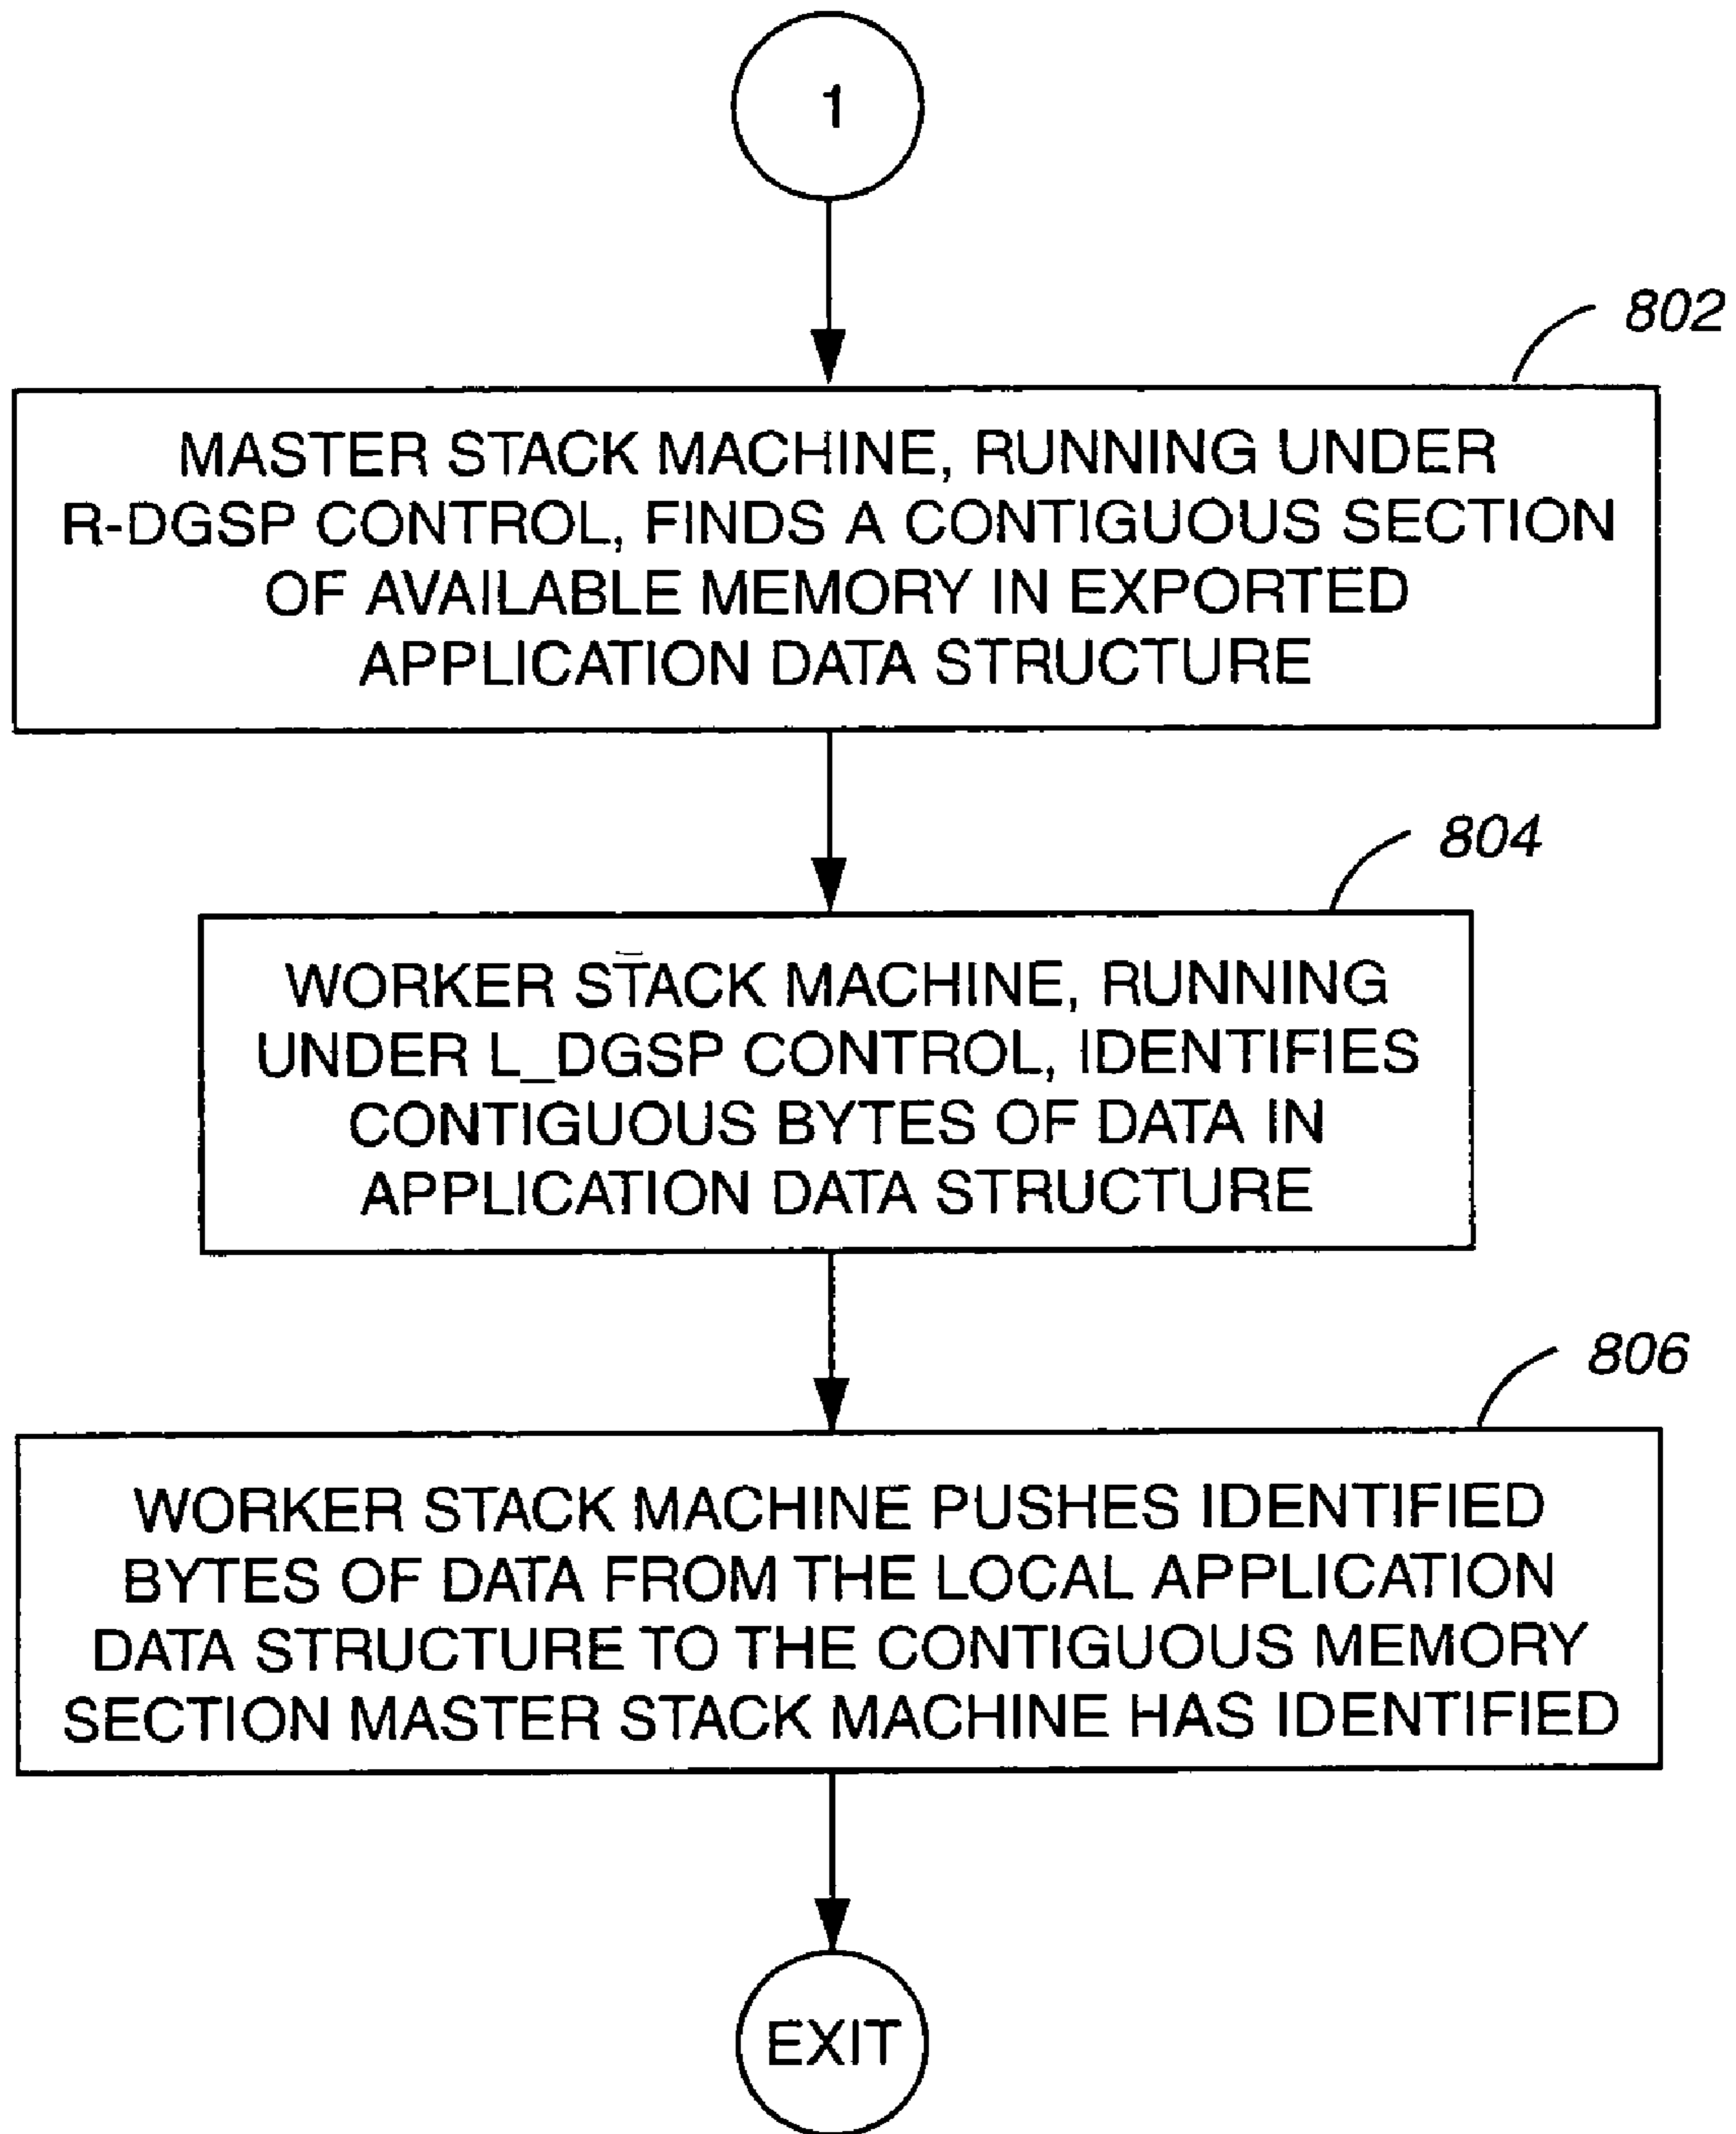 1
802
MASTER STACK MACHINE, RUNNING UNDER
R-DGSP CONTROL, FINDS A CONTIGUOUS SECTION
OF AVAILABLE MEMORY IN EXPORTED
APPLICATION DATA STRUCTURE
804
WORKER STACK MACHINE, RUNNING
UNDER L_DGSP CONTROL, IDENTIFIES
CONTIGUOUS BYTES OF DATA IN
APPLICATION DATA STRUCTURE
806
WORKER STACK MACHINE PUSHES IDENTIFIED
BYTES OF DATA FROM THE LOCAL APPLICATION
DATA STRUCTURE TO THE CONTIGUOUS MEMORY
SECTION MASTER STACK MACHINE HAS IDENTIFIED
EXIT